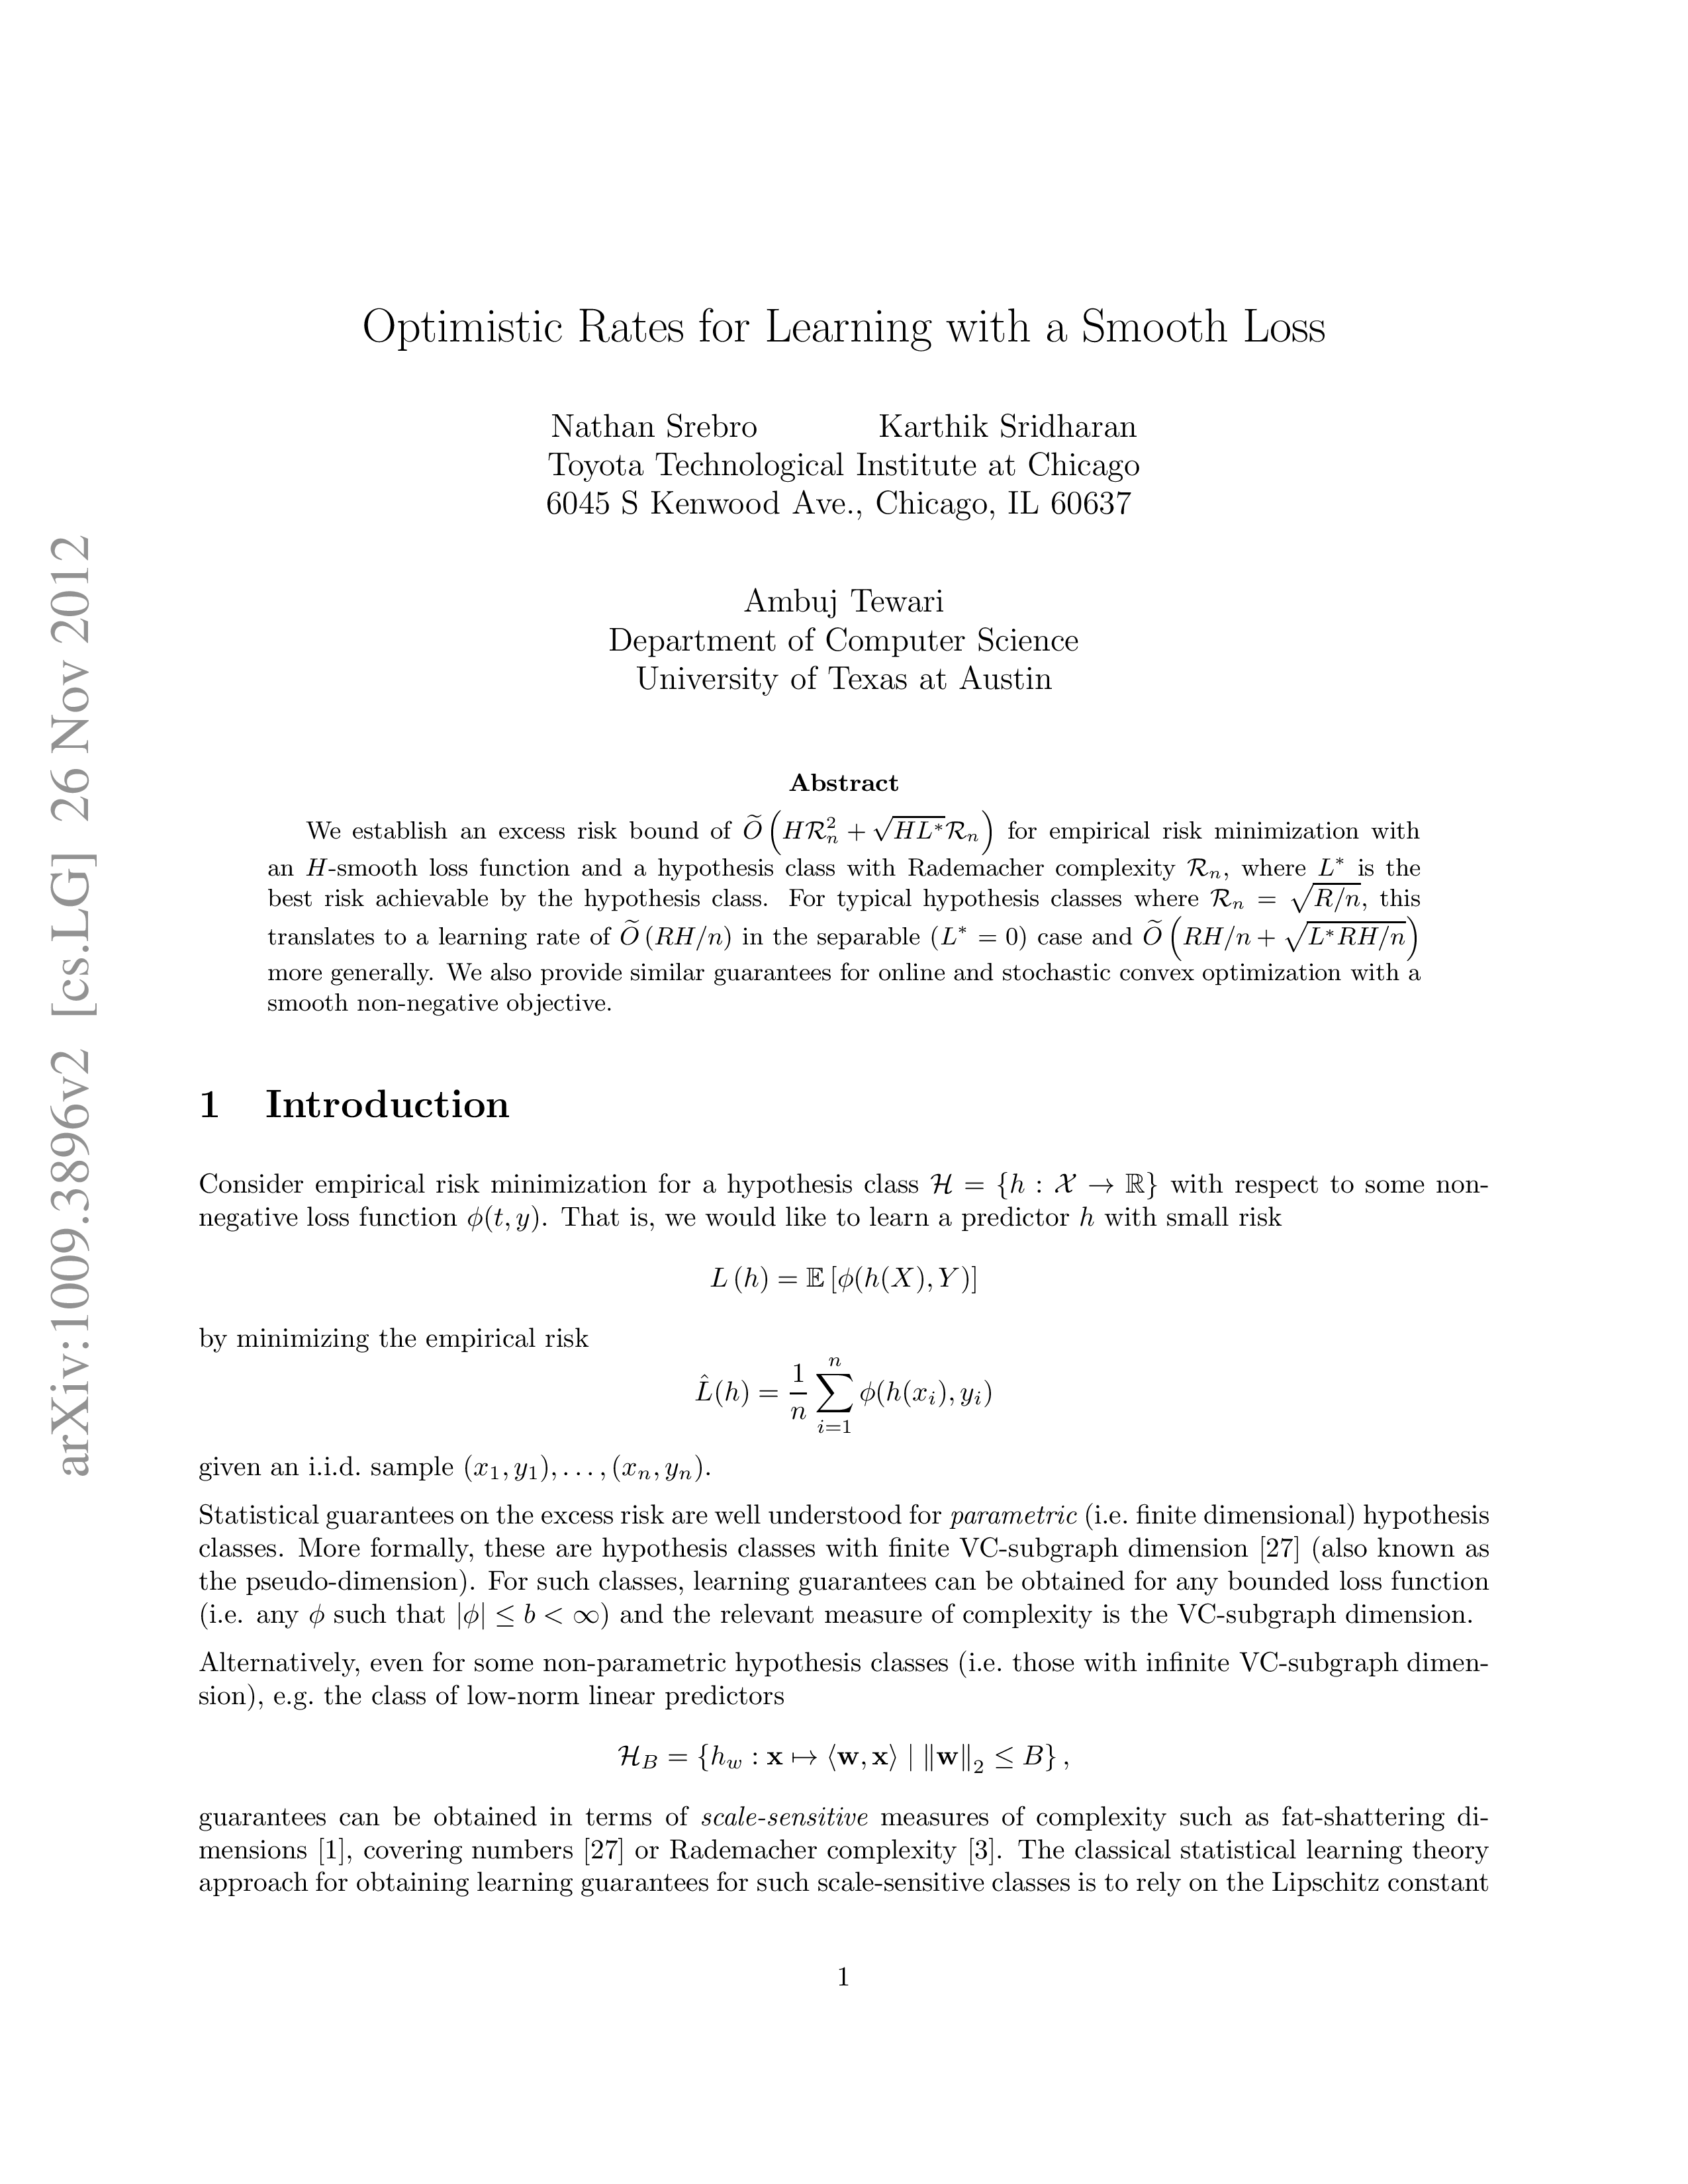 arXiv:1009.3896v2 [cs.LG] 26 Nov 2012
Optimistic Rates for Learning with a Smooth Loss
Nathan Srebro Karthik Sridharan
Toyota Technological Institute at Chicago
6045 S Kenwood Ave., Chicago, IL 60637
Ambuj Tewari
Department of Computer Science
University of Texas at Austin
Abstract
We establish an excess risk bound of $\widetilde{O}\left(H\mathcal{R}_n^2 + \sqrt{HL^*}\mathcal{R}_n\right)$ for empirical risk minimization with
an $H$-smooth loss function and a hypothesis class with Rademacher complexity $\mathcal{R}_n$, where $L^*$ is the
best risk achievable by the hypothesis class. For typical hypothesis classes where $\mathcal{R}_n = \sqrt{R/n}$, this
translates to a learning rate of $\widetilde{O}(RH/n)$ in the separable ($L^* = 0$) case and $\widetilde{O}\left(RH/n + \sqrt{L^*RH/n}\right)$
more generally. We also provide similar guarantees for online and stochastic convex optimization with a
smooth non-negative objective.
1 Introduction
Consider empirical risk minimization for a hypothesis class $\mathcal{H} = \{h : \mathcal{X} \to \mathbb{R}\}$ with respect to some non-
negative loss function $\phi(t, y)$. That is, we would like to learn a predictor $h$ with small risk
$L(h) = \mathbb{E}[\phi(h(X), Y)]$
by minimizing the empirical risk
$\hat{L}(h) = \frac{1}{n}\sum_{i=1}^{n} \phi(h(x_i), y_i)$
given an i.i.d. sample $(x_1, y_1), \ldots, (x_n, y_n)$.
Statistical guarantees on the excess risk are well understood for parametric (i.e. finite dimensional) hypothesis
classes. More formally, these are hypothesis classes with finite VC-subgraph dimension [27] (also known as
the pseudo-dimension). For such classes, learning guarantees can be obtained for any bounded loss function
(i.e. any $\phi$ such that $|\phi| \leq b < \infty$) and the relevant measure of complexity is the VC-subgraph dimension.
Alternatively, even for some non-parametric hypothesis classes (i.e. those with infinite VC-subgraph dimen-
sion), e.g. the class of low-norm linear predictors
$\mathcal{H}_B = \{h_w : \mathbf{x} \mapsto \langle \mathbf{w}, \mathbf{x} \rangle \mid \|\mathbf{w}\|_2 \leq B\}$,
guarantees can be obtained in terms of scale-sensitive measures of complexity such as fat-shattering di-
mensions [1], covering numbers [27] or Rademacher complexity [3]. The classical statistical learning theory
approach for obtaining learning guarantees for such scale-sensitive classes is to rely on the Lipschitz constant
1